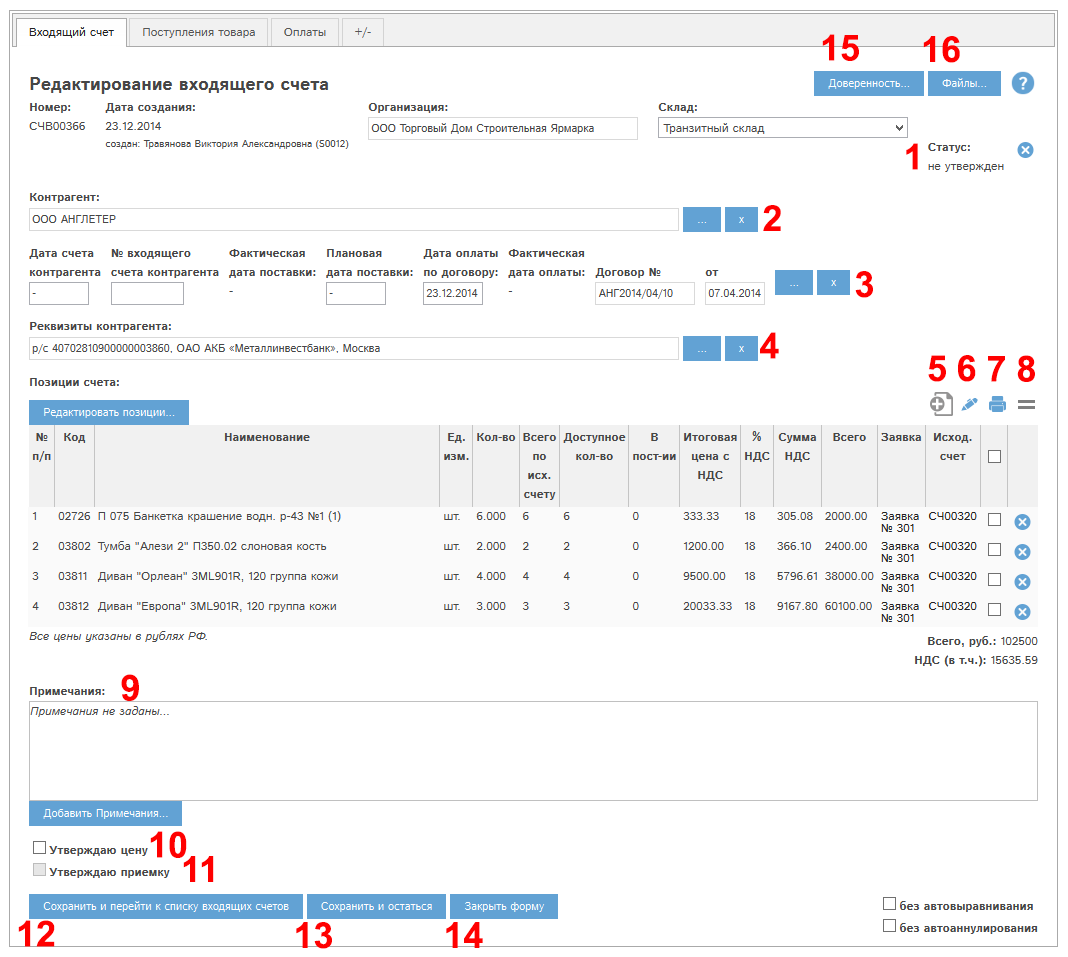 Входящий счет Поступления товара Оплаты +/-
15 16
Редактирование входящего счета Доверенность... Файлы... ?
Номер: Дата создания: Организация: Склад:
СЧВ00366 23.12.2014 ООО Торговый Дом Строительная Ярмарка Транзитный склад
создан: Травянова Виктория Александровна (S0012)
1 Статус:
не утвержден
Контрагент:
ООО АНГЛЕТЕР ... x 2
Дата счета № входящего Фактическая Плановая Дата оплаты Фактическая
контрагента счета контрагента дата поставки: дата поставки: по договору: дата оплаты: Договор № от
- - - 23.12.2014 - АНГ2014/04/10 07.04.2014 ... x 3
Реквизиты контрагента:
р/с 40702810900000003860, ОАО АКБ «Металлинвестбанк», Москва ... x 4
Позиции счета: 5 6 7 8
Редактировать позиции...
№ Код Наименование Ед. Кол-во Всего Доступное В Итоговая % Сумма Всего Заявка Исход.
п/п изм. по кол-во пост-ии цена с НДС НДС счет
исх. НДС
счету
1 02726 П 075 Банкетка крашение водн. р-43 №1 (1) шт. 6.000 6 6 0 333.33 18 305.08 2000.00 Заявка СЧ00320
№ 301
2 03802 Тумба "Алези 2" П350.02 слоновая кость шт. 2.000 2 2 0 1200.00 18 366.10 2400.00 Заявка СЧ00320
№ 301
3 03811 Диван "Орлеан" 3ML901R, 120 группа кожи шт. 4.000 4 4 0 9500.00 18 5796.61 38000.00 Заявка СЧ00320
№ 301
4 03812 Диван "Европа" 3ML901R, 120 группа кожи шт. 3.000 3 3 0 20033.33 18 9167.80 60100.00 Заявка СЧ00320
№ 301
Все цены указаны в рублях РФ. Всего, руб.: 102500
НДС (в т.ч.): 15635.59
Примечания: 9
Примечания не заданы...
Добавить Примечания...
Утверждаю цену 10
Утверждаю приемку 11
Сохранить и перейти к списку входящих счетов Сохранить и остаться Закрыть форму без автовыравнивания
12 13 14 без автоаннулирования